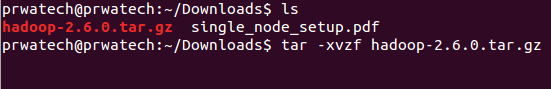 prwatech@prwatech:~/Downloads$ ls
hadoop-2.6.0.tar.gz  single_node_setup.pdf
prwatech@prwatech:~/Downloads$ tar -xvzf hadoop-2.6.0.tar.gz